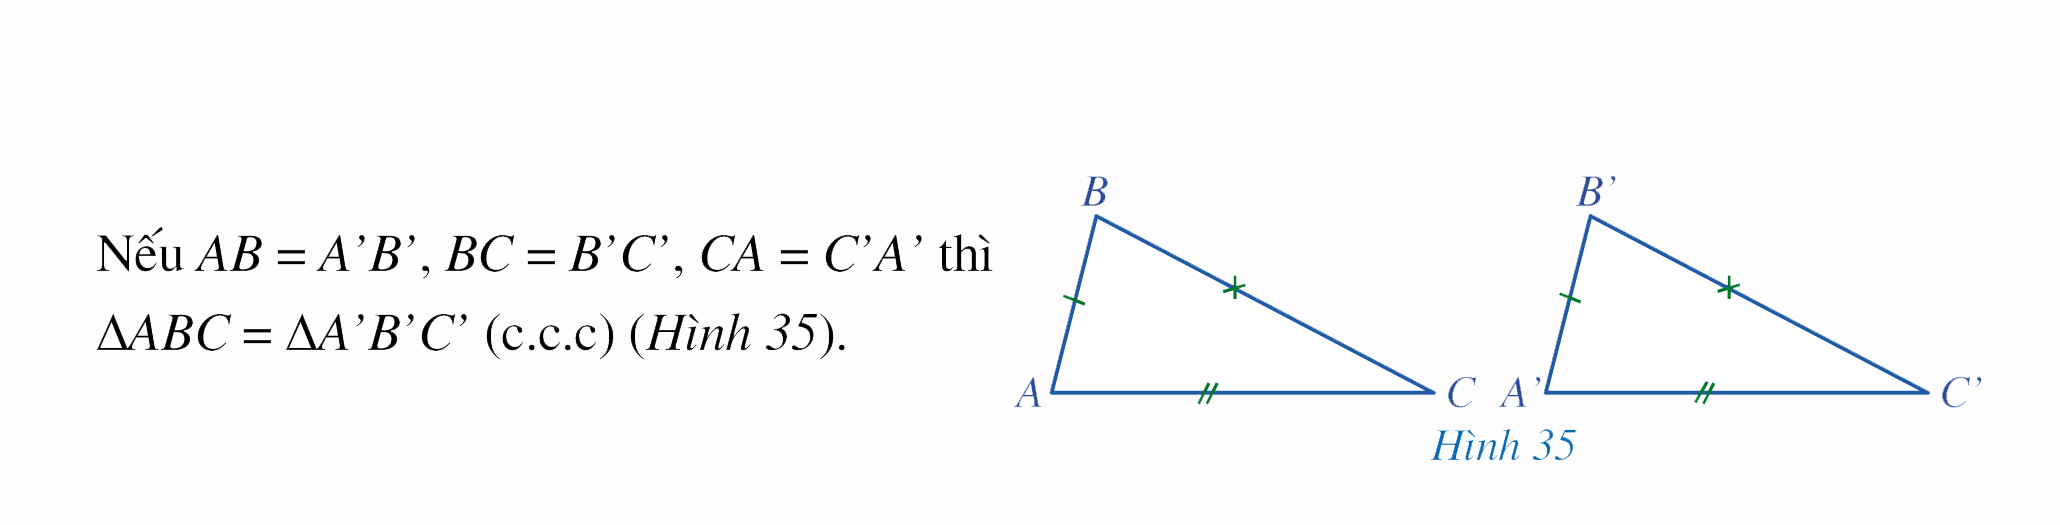 Nếu AB = A’B’, BC = B’C’, CA = C’A’ thì
ΔABC = ΔA’B’C’ (c.c.c) (Hình 35).
B
B’
A
C
A’
C’
Hình 35